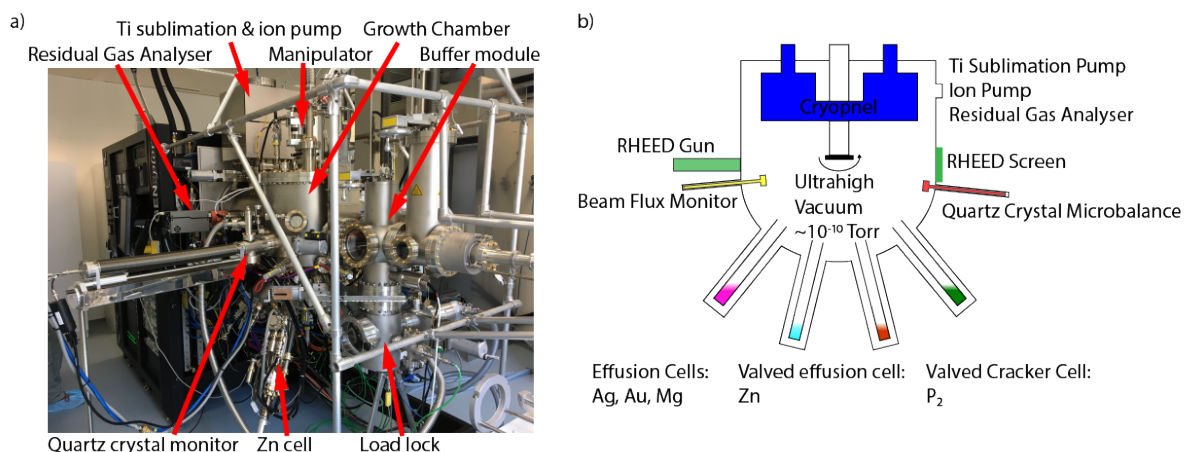 a)
Ti sublimation & ion pump
Growth Chamber
Residual Gas Analyser
Manipulator
Buffer module
Quartz crystal monitor
Zn cell
Load lock
b)
Cryopnel
Ti Sublimation Pump
Ion Pump
Residual Gas Analyser
RHEED Gun
RHEED Screen
Beam Flux Monitor
Ultrahigh
Vacuum
~10⁻¹⁰ Torr
Quartz Crystal Microbalance
Effusion Cells:
Ag, Au, Mg
Valved effusion cell:
Zn
Valved Cracker Cell:
P₂